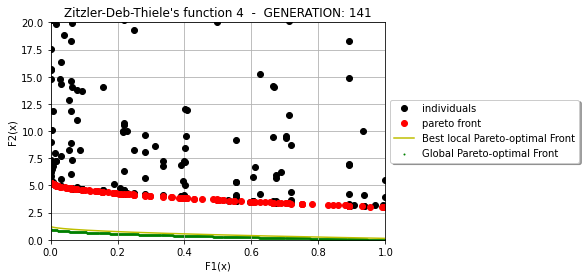 Zitzler-Deb-Thiele's function 4 - GENERATION: 141
20.0
17.5
15.0
12.5
10.0
7.5
5.0
2.5
0.0
F2(x)
0.0 0.2 0.4 0.6 0.8 1.0
F1(x)
individuals
pareto front
Best local Pareto-optimal Front
Global Pareto-optimal Front